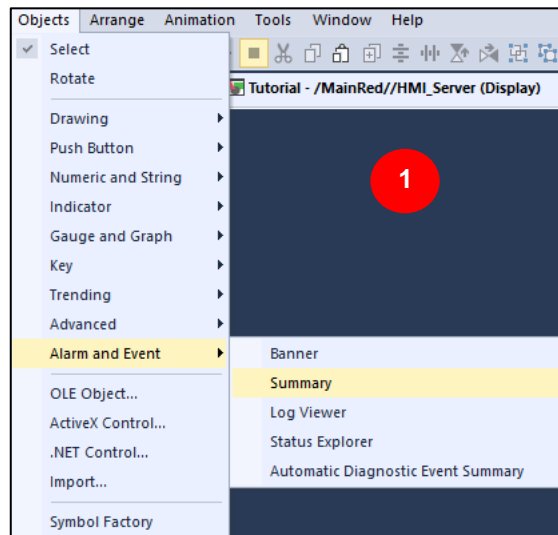 Objects Arrange Animation Tools Window Help
Select
Rotate
Tutorial - /MainRed//HMI_Server (Display)
Drawing
Push Button
1
Numeric and String
Indicator
Gauge and Graph
Key
Trending
Advanced
Alarm and Event
Banner
Summary
Log Viewer
Status Explorer
Automatic Diagnostic Event Summary
OLE Object...
ActiveX Control...
.NET Control...
Import...
Symbol Factory